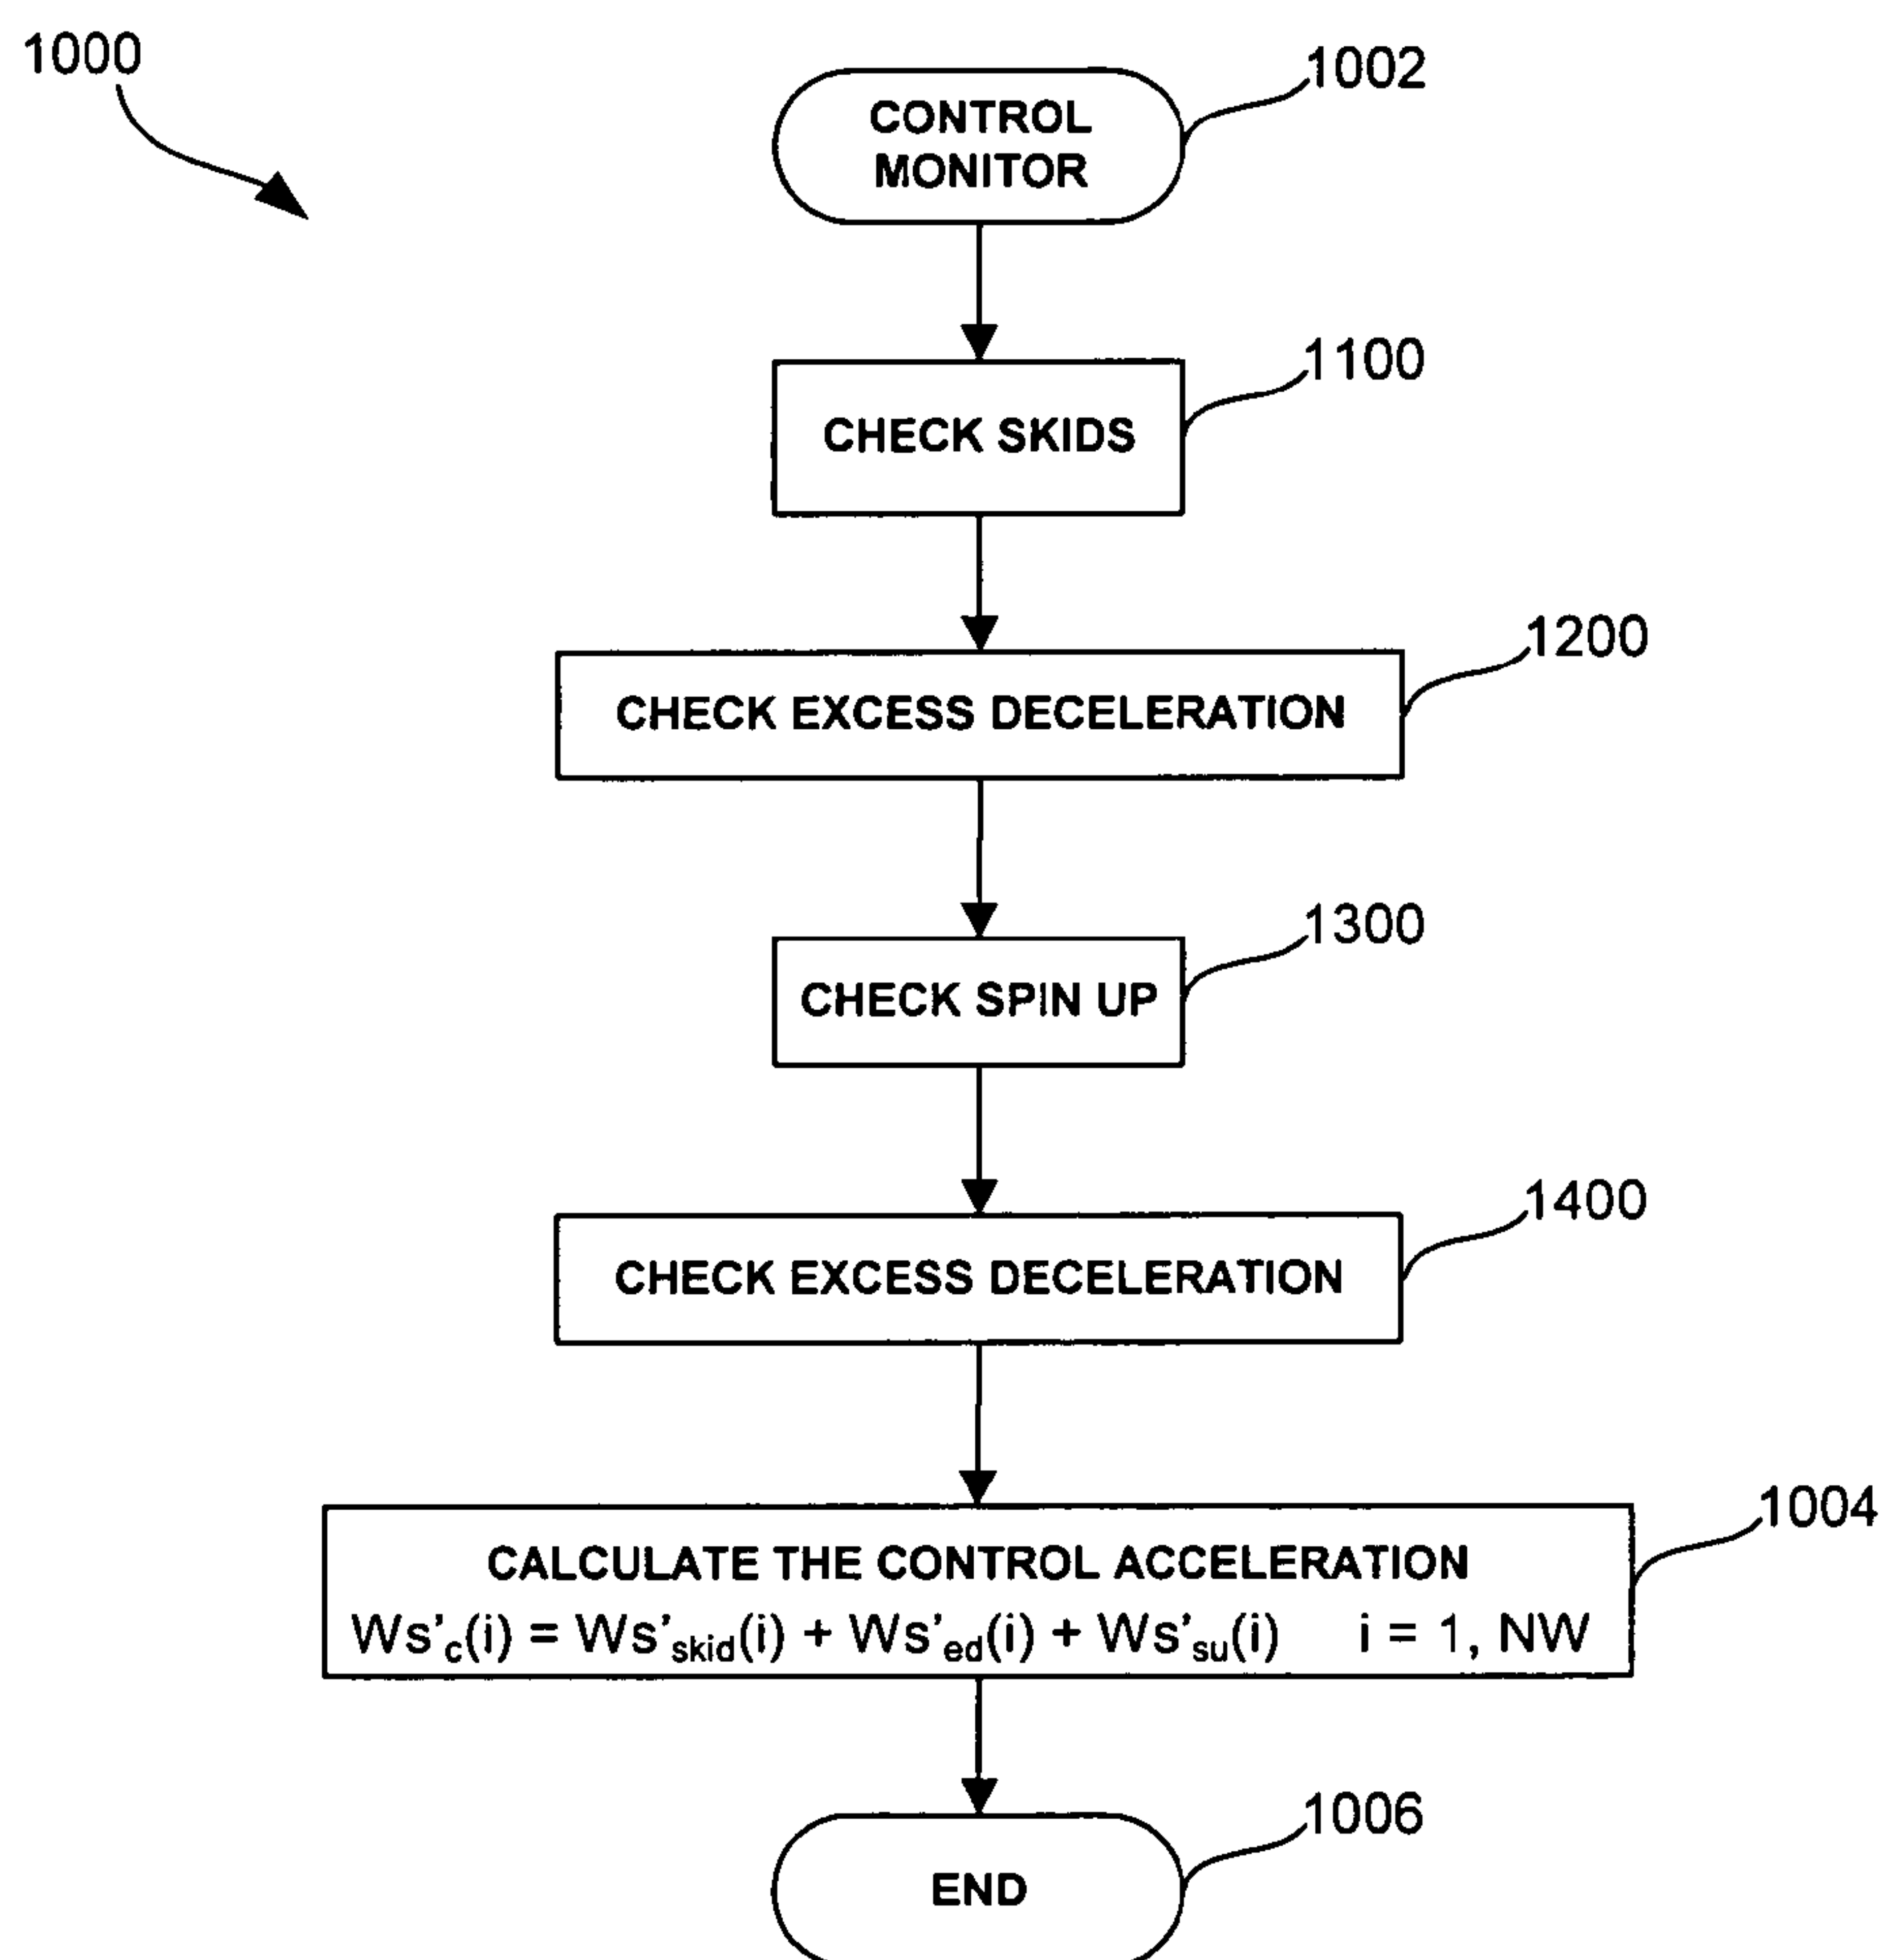 1000
1002
CONTROL
MONITOR
1100
CHECK SKIDS
1200
CHECK EXCESS DECELERATION
1300
CHECK SPIN UP
1400
CHECK EXCESS DECELERATION
1004
CALCULATE THE CONTROL ACCELERATION
Ws’c(i) = Ws’skid(i) + Ws’ed(i) + Ws’su(i) i = 1, NW
1006
END